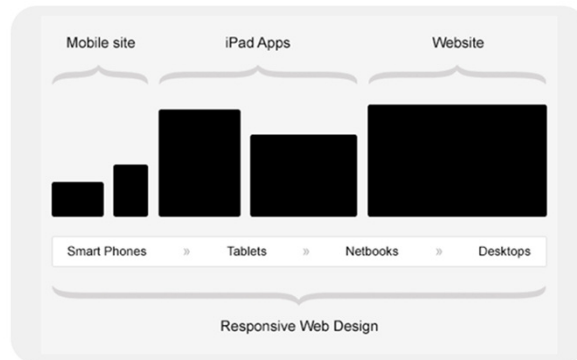 Mobile site iPad Apps Website
Smart Phones » Tablets » Netbooks » Desktops
Responsive Web Design